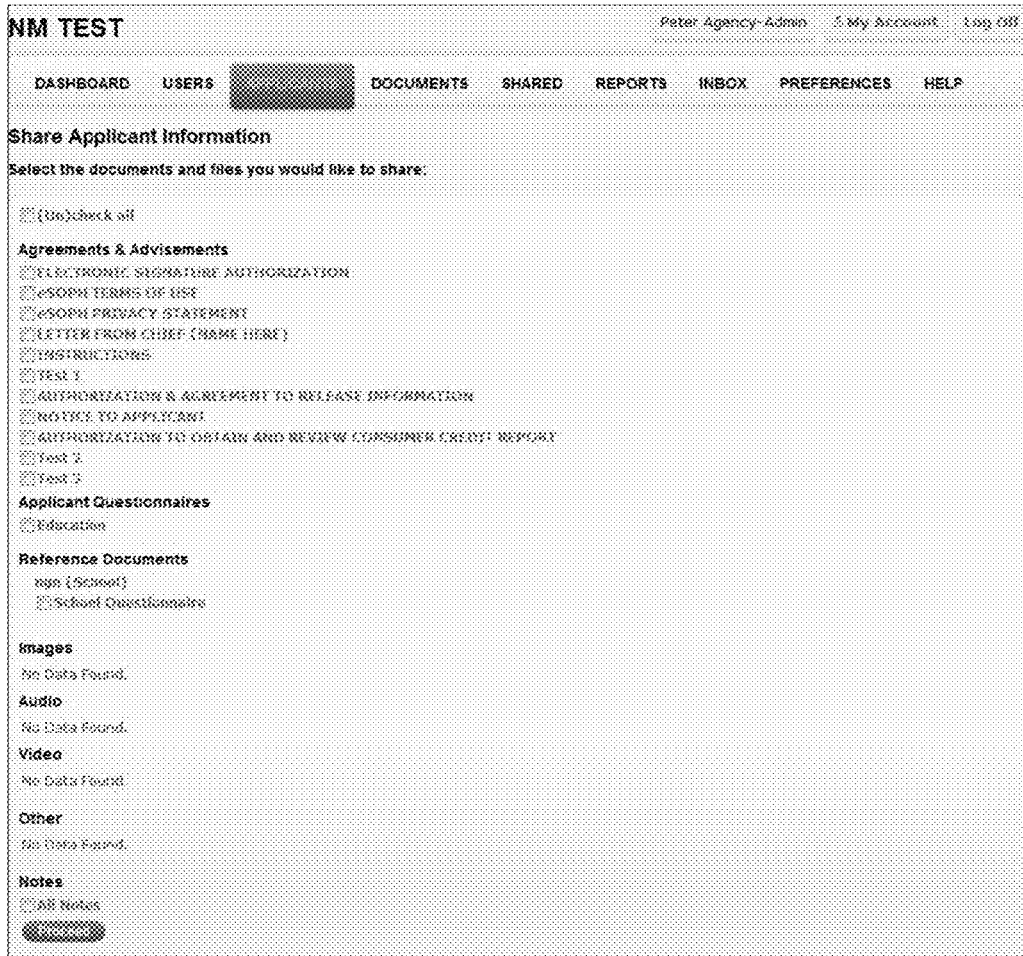 NM TEST
Peter Agency-Admin My Account Log Off
DASHBOARD USERS DOCUMENTS SHARED REPORTS INBOX PREFERENCES HELP
Share Applicant Information
Select the documents and files you would like to share:
(Un)check all
Agreements & Advisements
ELECTRONIC SIGNATURE AUTHORIZATION
eSOPH TERMS OF USE
eSOPH PRIVACY STATEMENT
LETTER FROM CHIEF (NAME HERE)
INSTRUCTIONS
Test 1
AUTHORIZATION & AGREEMENT TO RELEASE INFORMATION
NOTICE TO APPLICANT
AUTHORIZATION TO OBTAIN AND REVIEW CONSUMER CREDIT REPORT
Test
Test
Applicant Questionnaires
Education
Reference Documents
(School)
School Questionnaire
Images
No Data Found.
Audio
No Data Found.
Video
No Data Found.
Other
No Data Found.
Notes
All Notes